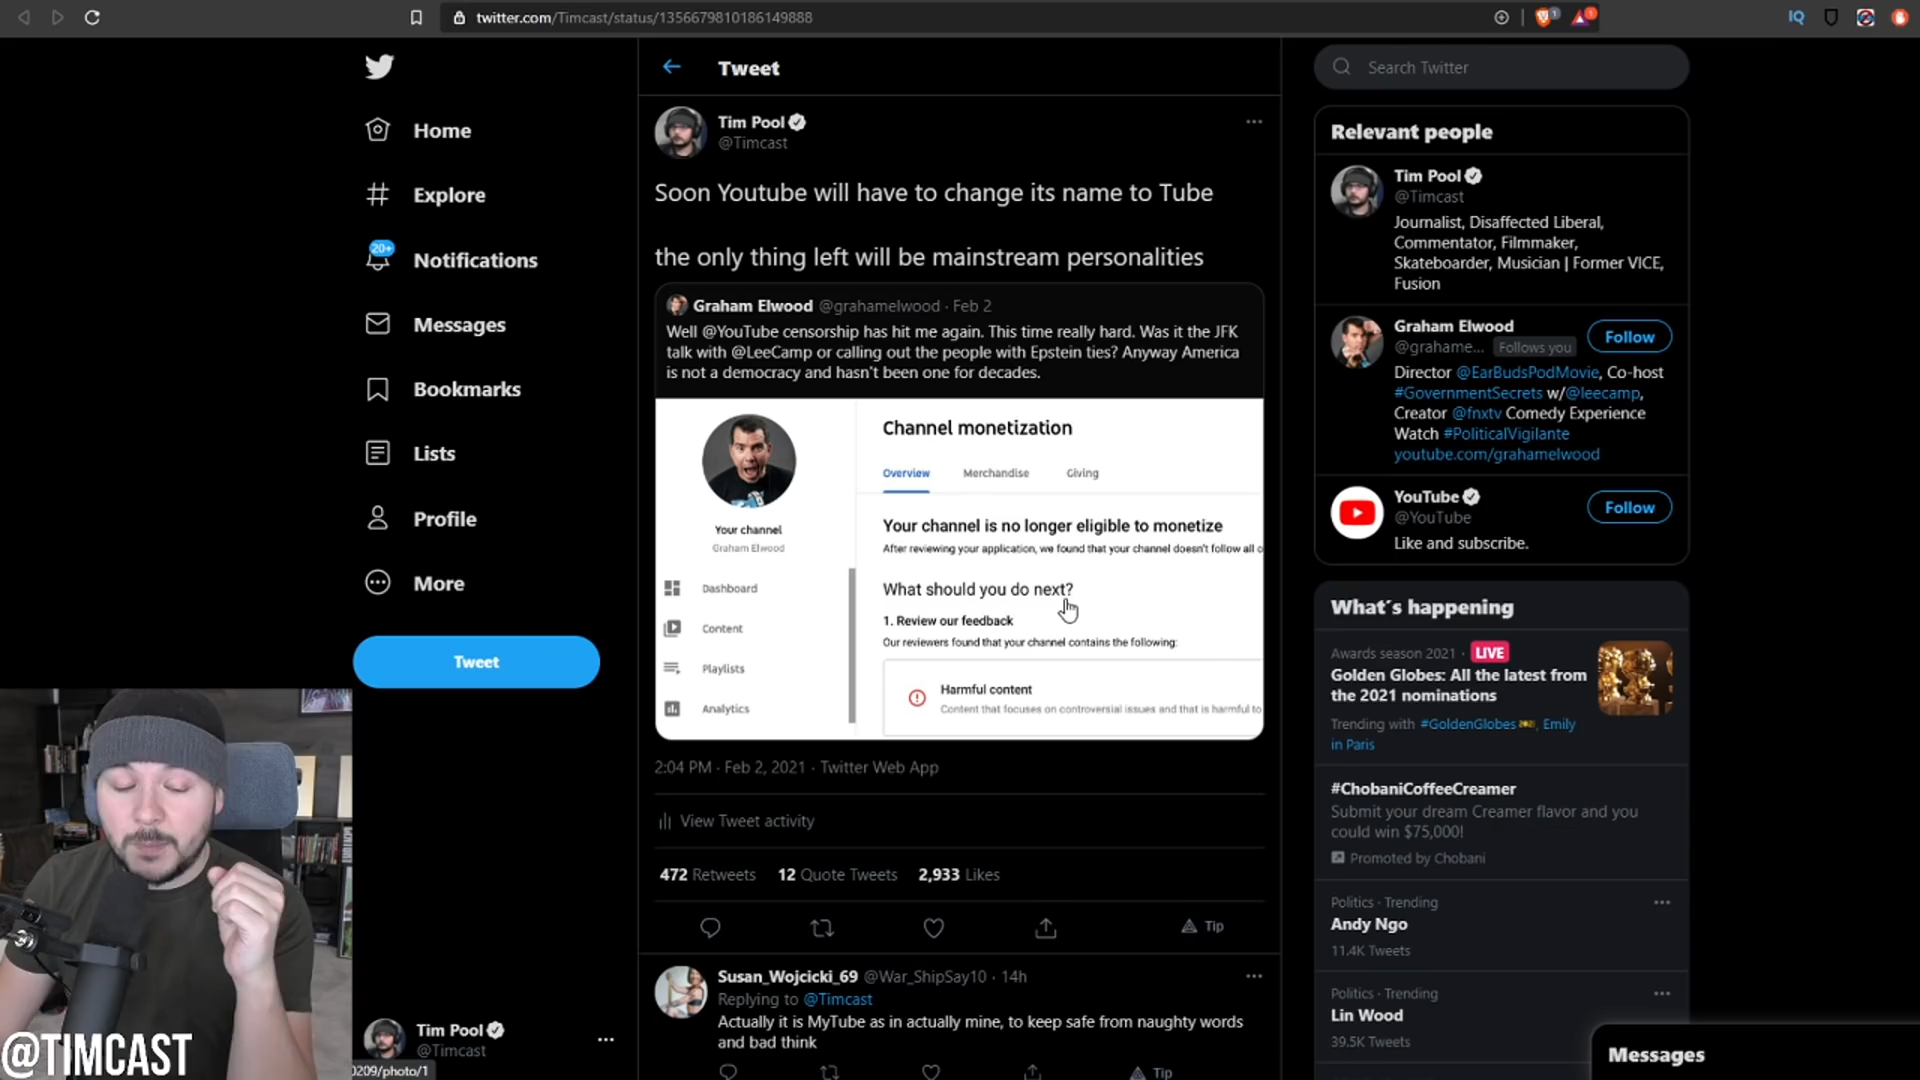 twitter.com/Timcast/status/1356679810186149888
IQ
Home
Explore
20+
Notifications
Messages
Bookmarks
Lists
Profile
More
Tweet
Tim Pool
@Timcast
0209/photo/1
@TIMCAST
Tweet
Tim Pool
@Timcast
Soon Youtube will have to change its name to Tube
the only thing left will be mainstream personalities
Graham Elwood @grahamelwood · Feb 2
Well @YouTube censorship has hit me again. This time really hard. Was it the JFK
talk with @LeeCamp or calling out the people with Epstein ties? Anyway America
is not a democracy and hasn't been one for decades.
Your channel
Graham Elwood
Dashboard
Content
Playlists
Analytics
Channel monetization
Overview Merchandise Giving
Your channel is no longer eligible to monetize
After reviewing your application, we found that your channel doesn't follow all o
What should you do next?
1. Review our feedback
Our reviewers found that your channel contains the following:
Harmful content
Content that focuses on controversial issues and that is harmful to
2:04 PM · Feb 2, 2021 · Twitter Web App
View Tweet activity
472 Retweets 12 Quote Tweets 2,933 Likes
Tip
Susan_Wojcicki_69 @War_ShipSay10 · 14h
Replying to @Timcast
Actually it is MyTube as in actually mine, to keep safe from naughty words
and bad think
Tip
Search Twitter
Relevant people
Tim Pool
@Timcast
Journalist, Disaffected Liberal,
Commentator, Filmmaker,
Skateboarder, Musician | Former VICE,
Fusion
Graham Elwood
@grahame... Follows you
Follow
Director @EarBudsPodMovie, Co-host
#GovernmentSecrets w/@leecamp,
Creator @fnxtv Comedy Experience
Watch #PoliticalVigilante
youtube.com/grahamelwood
YouTube
@YouTube
Follow
Like and subscribe.
What's happening
Awards season 2021 · LIVE
Golden Globes: All the latest from
the 2021 nominations
Trending with #GoldenGlobes, Emily
in Paris
#ChobaniCoffeeCreamer
Submit your dream Creamer flavor and you
could win $75,000!
Promoted by Chobani
Politics · Trending
Andy Ngo
11.4K Tweets
Politics · Trending
Lin Wood
39.5K Tweets
Messages